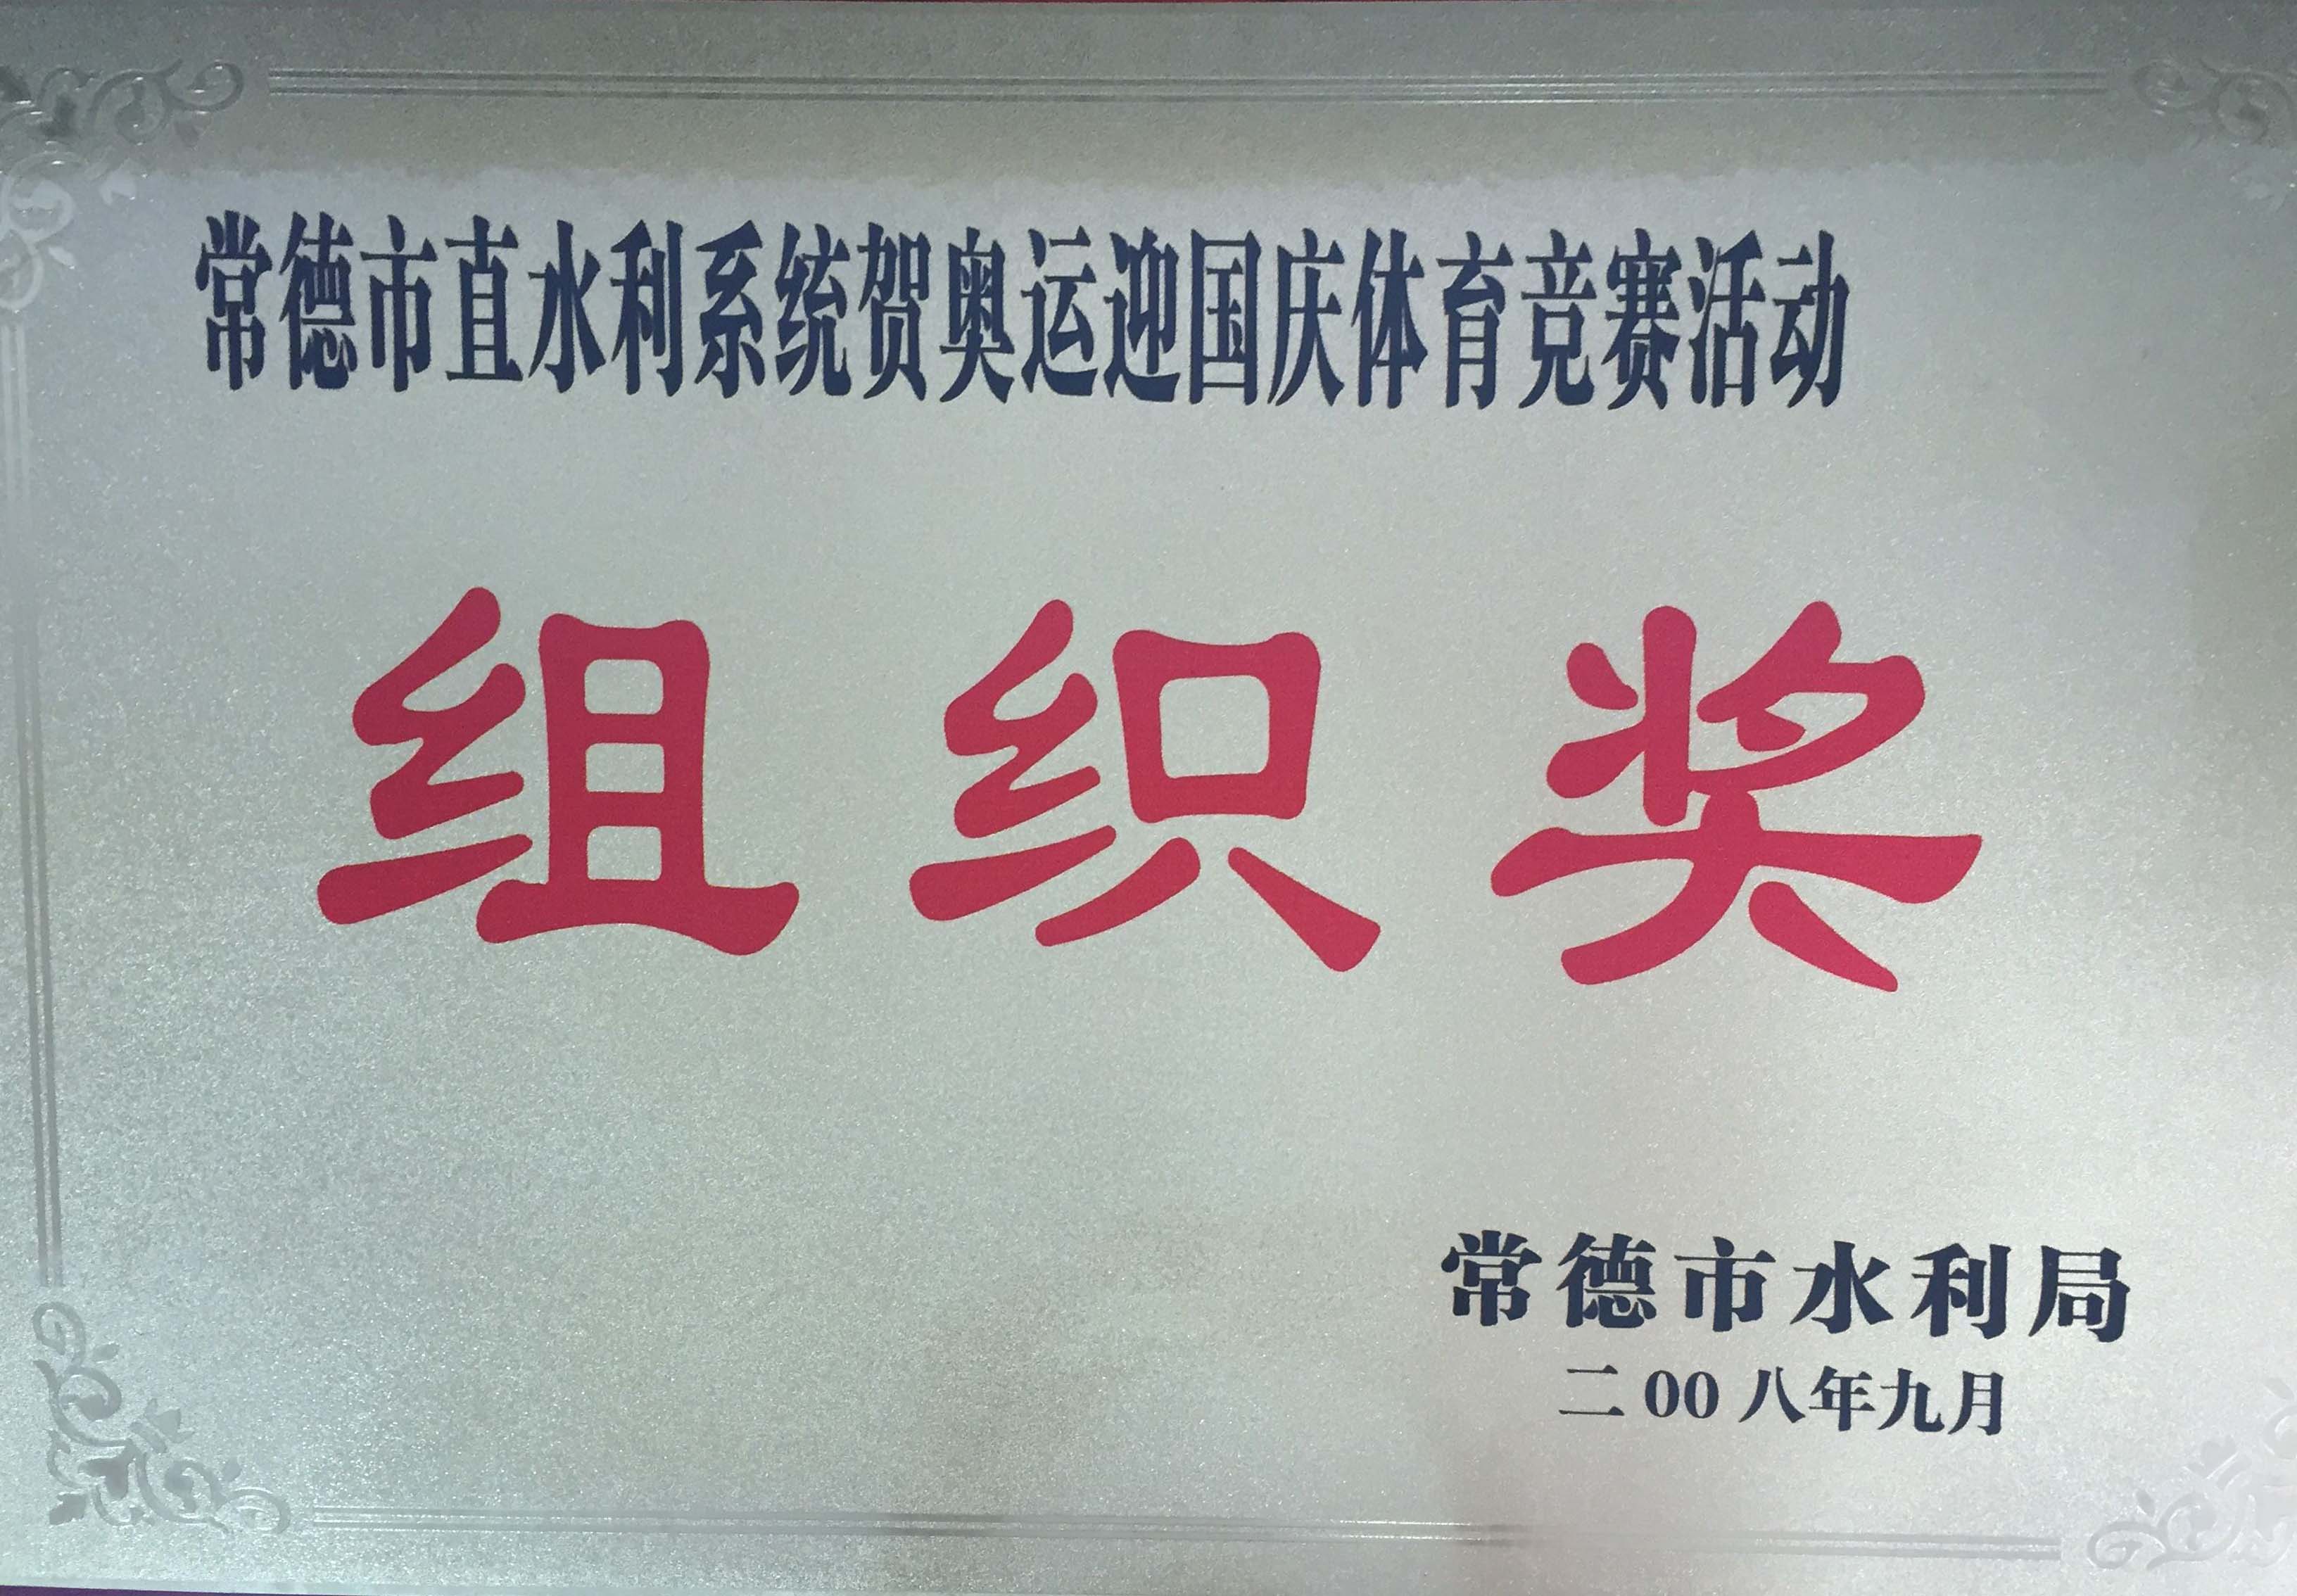 常德市直水利系统贺奥运迎国庆体育竞赛活动
组织奖
常德市水利局
二00八年九月